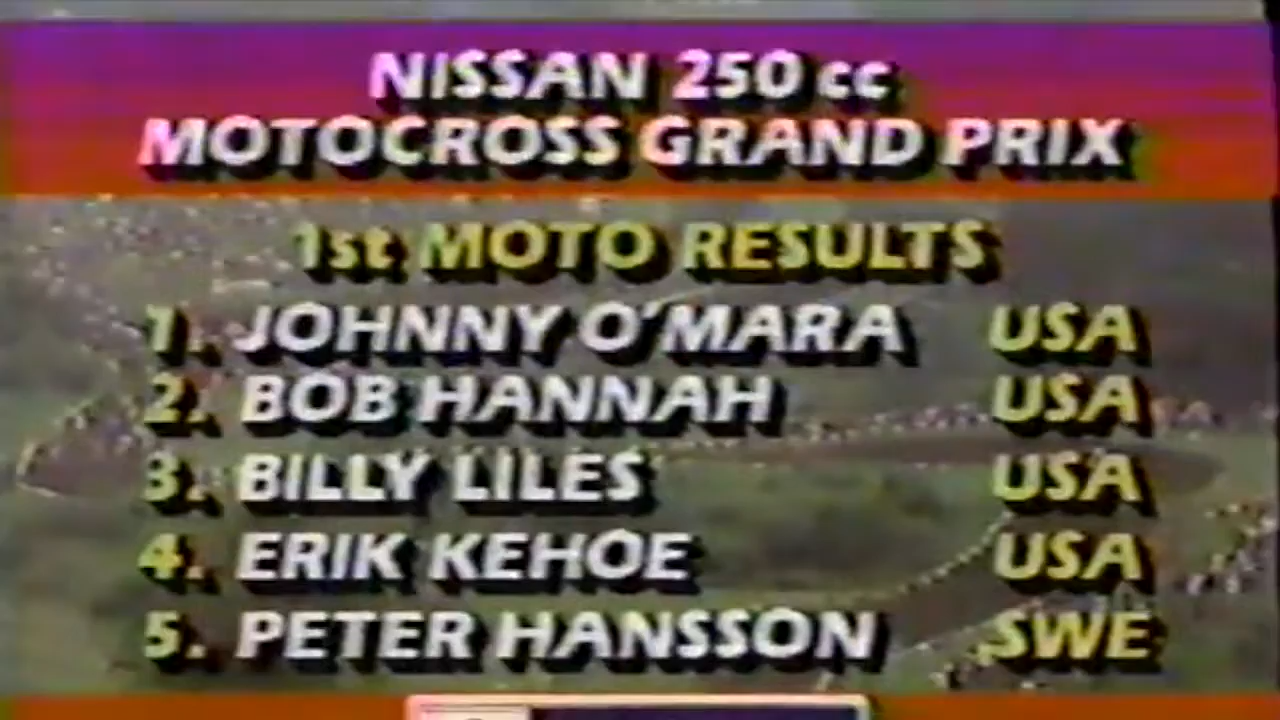 NISSAN 250 cc
MOTOCROSS GRAND PRIX
1st MOTO RESULTS
1. JOHNNY O'MARA USA
2. BOB HANNAH USA
3. BILLY LILES USA
4. ERIK KEHOE USA
5. PETER HANSSON SWE